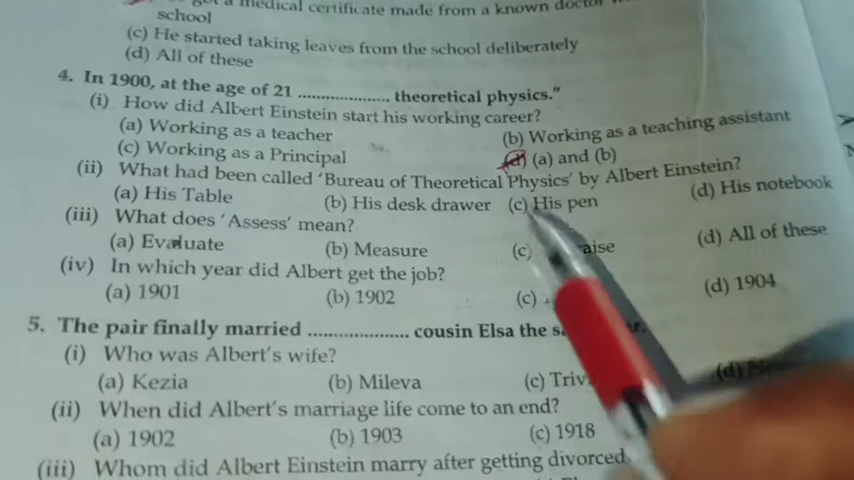 a medical certificate made from a known doctor
school
(c) He started taking leaves from the school deliberately
(d) All of these
4. In 1900, at the age of 21 .................... theoretical physics."
(i) How did Albert Einstein start his working career?
(a) Working as a teacher (b) Working as a teaching assistant
(c) Working as a Principal (d) (a) and (b)
(ii) What had been called 'Bureau of Theoretical Physics' by Albert Einstein?
(a) His Table (b) His desk drawer (c) His pen (d) His notebook
(iii) What does 'Assess' mean?
(a) Evaluate (b) Measure (c) aise (d) All of these
(iv) In which year did Albert get the job?
(a) 1901 (b) 1902 (c) (d) 1904
5. The pair finally married .................... cousin Elsa the
(i) Who was Albert's wife?
(a) Kezia (b) Mileva (c) Triv (d)
(ii) When did Albert's marriage life come to an end?
(a) 1902 (b) 1903 (c) 1918
(iii) Whom did Albert Einstein marry after getting divorced